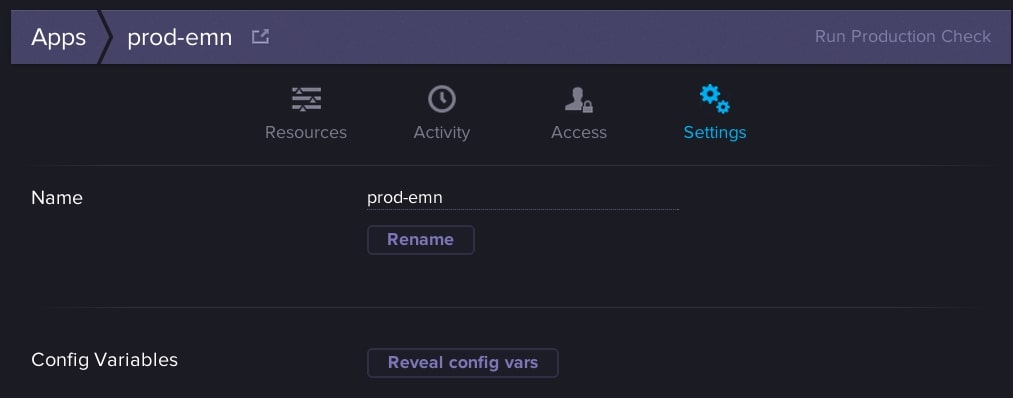 Apps prod-emn Run Production Check
Resources Activity Access Settings
Name prod-emn
Rename
Config Variables Reveal config vars